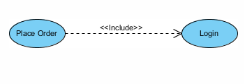 Place Order
<<Include>>
Login